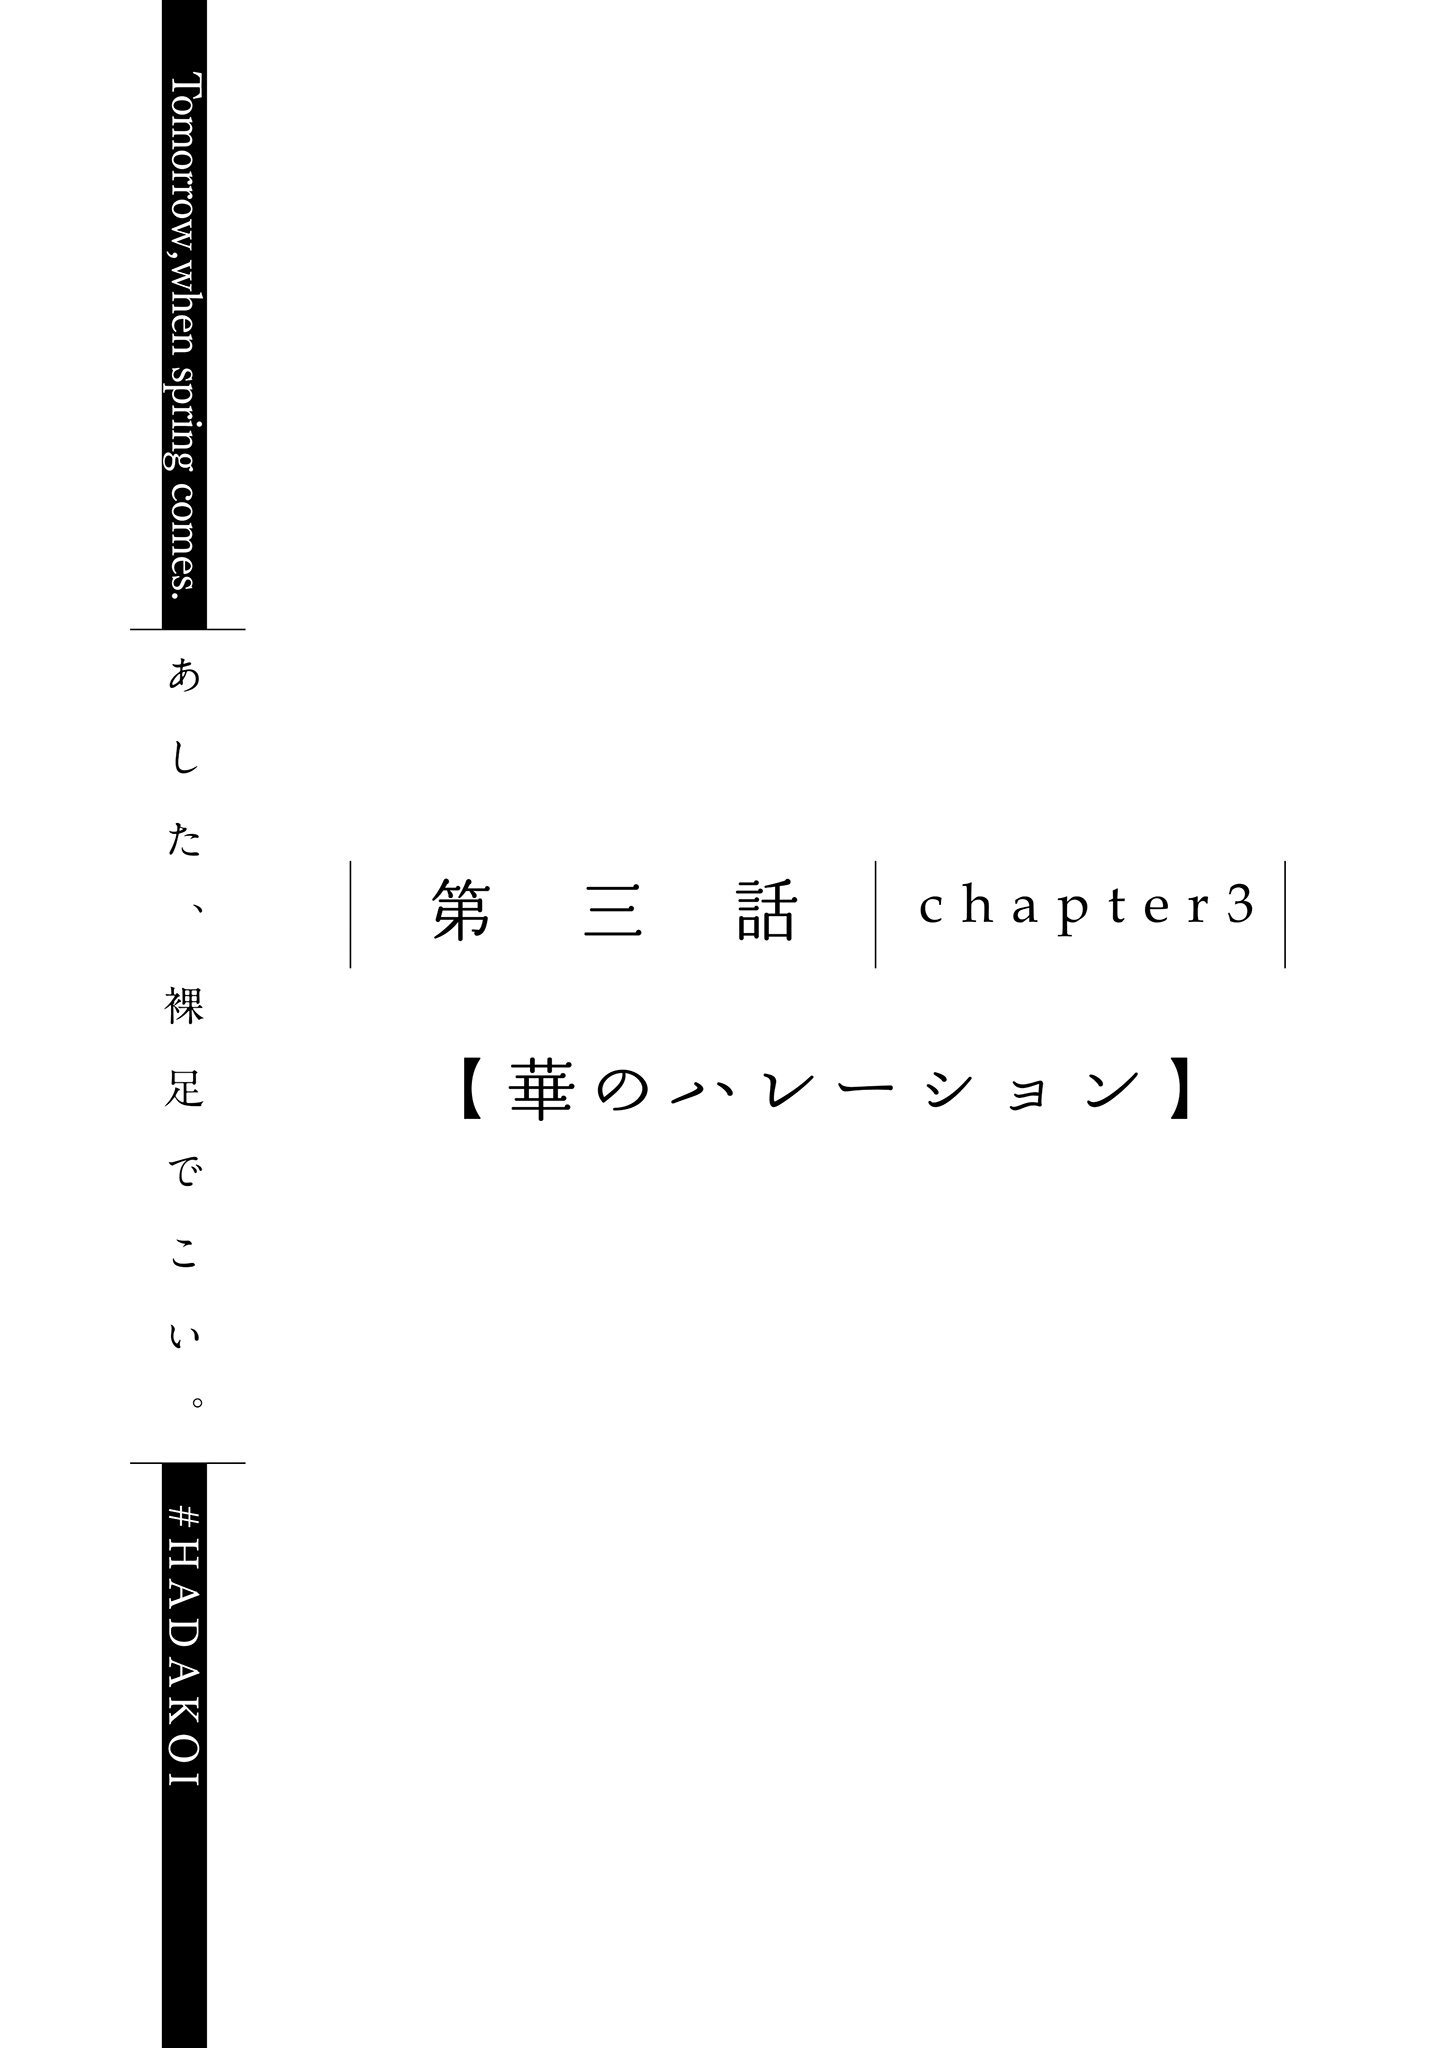 Tomorrow,when spring comes.
あした、裸足でこい。
#HADAKOI
第三話
chapter3
【華のハレーション】